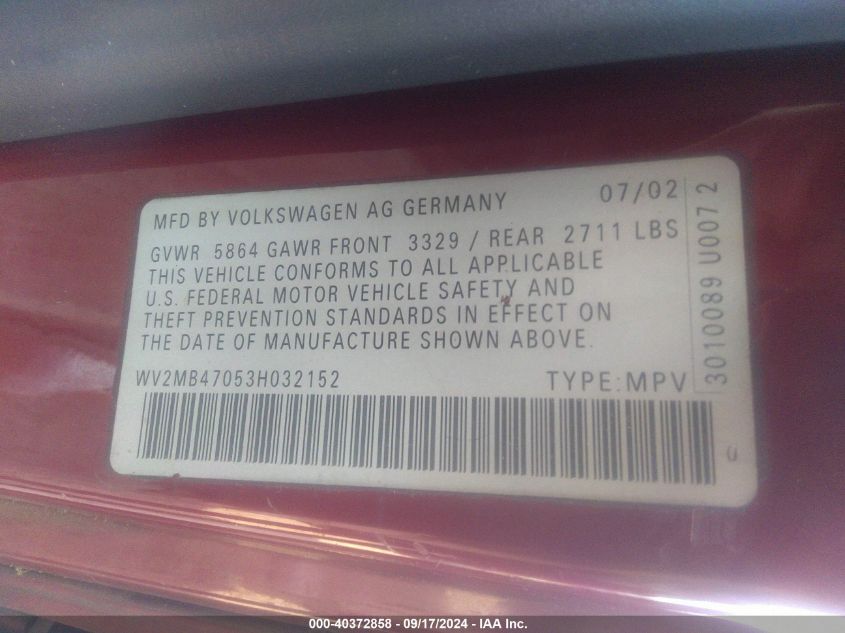 MFD BY VOLKSWAGEN AG GERMANY 07/02
GVWR 5864 GAWR FRONT 3329 / REAR 2711 LBS
THIS VEHICLE CONFORMS TO ALL APPLICABLE
U.S. FEDERAL MOTOR VEHICLE SAFETY AND
THEFT PREVENTION STANDARDS IN EFFECT ON
THE DATE OF MANUFACTURE SHOWN ABOVE.
WV2MB47053H032152 TYPE:MPV
3010089 U0072
U
000-40372858 - 09/17/2024 - IAA Inc.